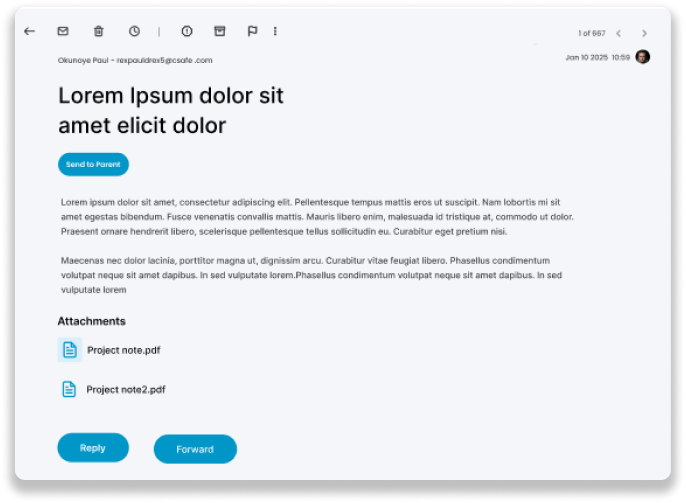 1 of 667
Okunoye Paul - rexpauldrex5@csafe .com
Jan 10 2025 10:59
Lorem Ipsum dolor sit
amet elicit dolor
Send to Parent
Lorem ipsum dolor sit amet, consectetur adipiscing elit. Pellentesque tempus mattis eros ut suscipit. Nam lobortis mi sit
amet egestas bibendum. Fusce venenatis convallis mattis. Mauris libero enim, malesuada id tristique at, commodo ut dolor.
Praesent ornare hendrerit libero, scelerisque pellentesque tellus sollicitudin eu. Curabitur eget pretium nisi.
Maecenas nec dolor lacinia, porttitor magna ut, dignissim arcu. Curabitur vitae feugiat libero. Phasellus condimentum
volutpat neque sit amet dapibus. In sed vulputate lorem.Phasellus condimentum volutpat neque sit amet dapibus. In sed
vulputate lorem
Attachments
Project note.pdf
Project note2.pdf
Reply
Forward